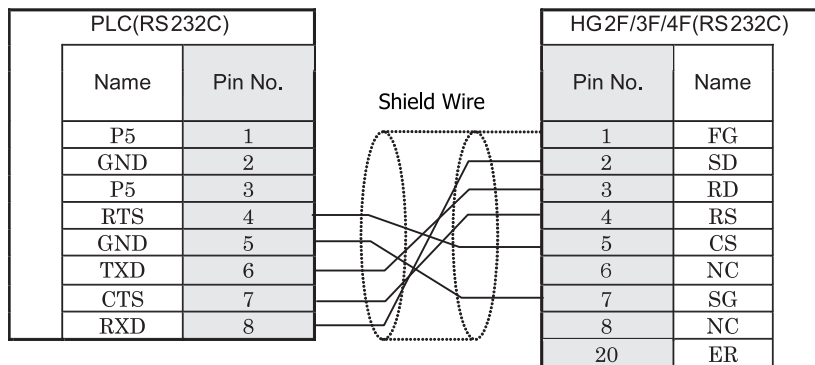 PLC(RS232C)
HG2F/3F/4F(RS232C)
Name Pin No.
Shield Wire
Pin No. Name
P5 1
1 FG
GND 2
2 SD
P5 3
3 RD
RTS 4
4 RS
GND 5
5 CS
TXD 6
6 NC
CTS 7
7 SG
RXD 8
8 NC
20 ER